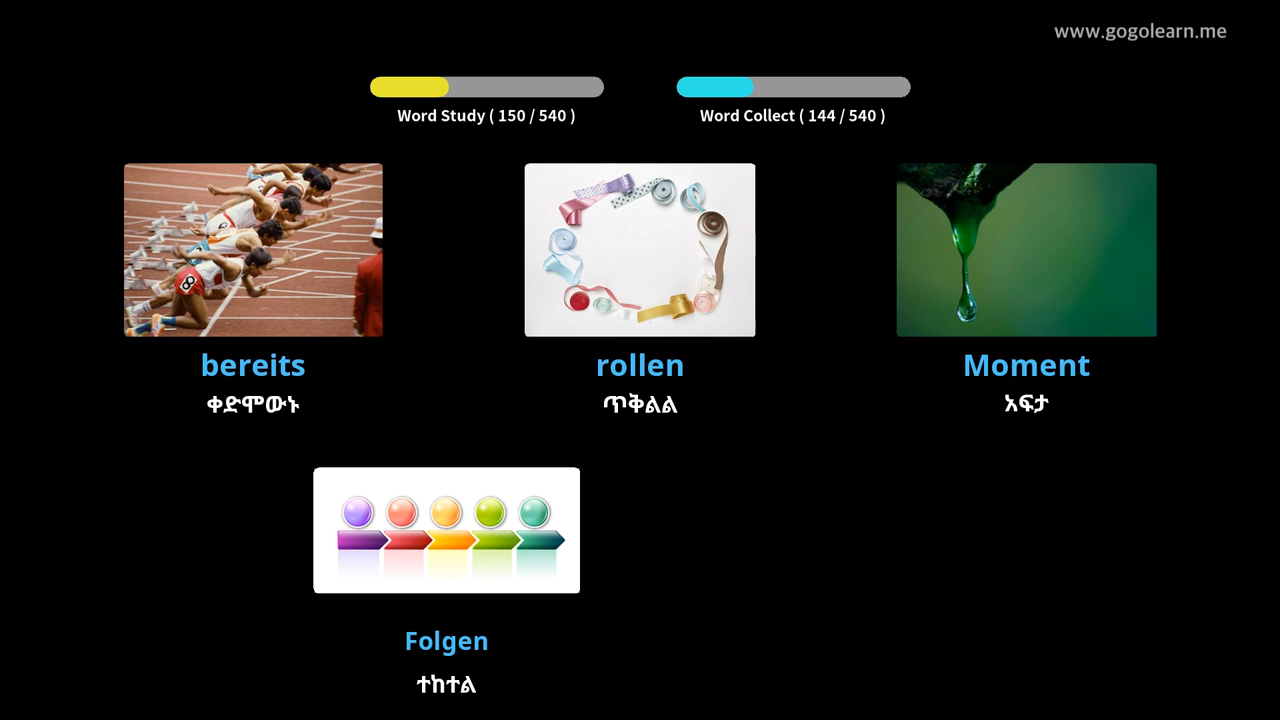 www.gogolearn.me
Word Study ( 150 / 540 )
Word Collect ( 144 / 540 )
bereits
ቀድሞውኑ
rollen
ጥቅልል
Moment
አፍታ
8
Folgen
ተከተል